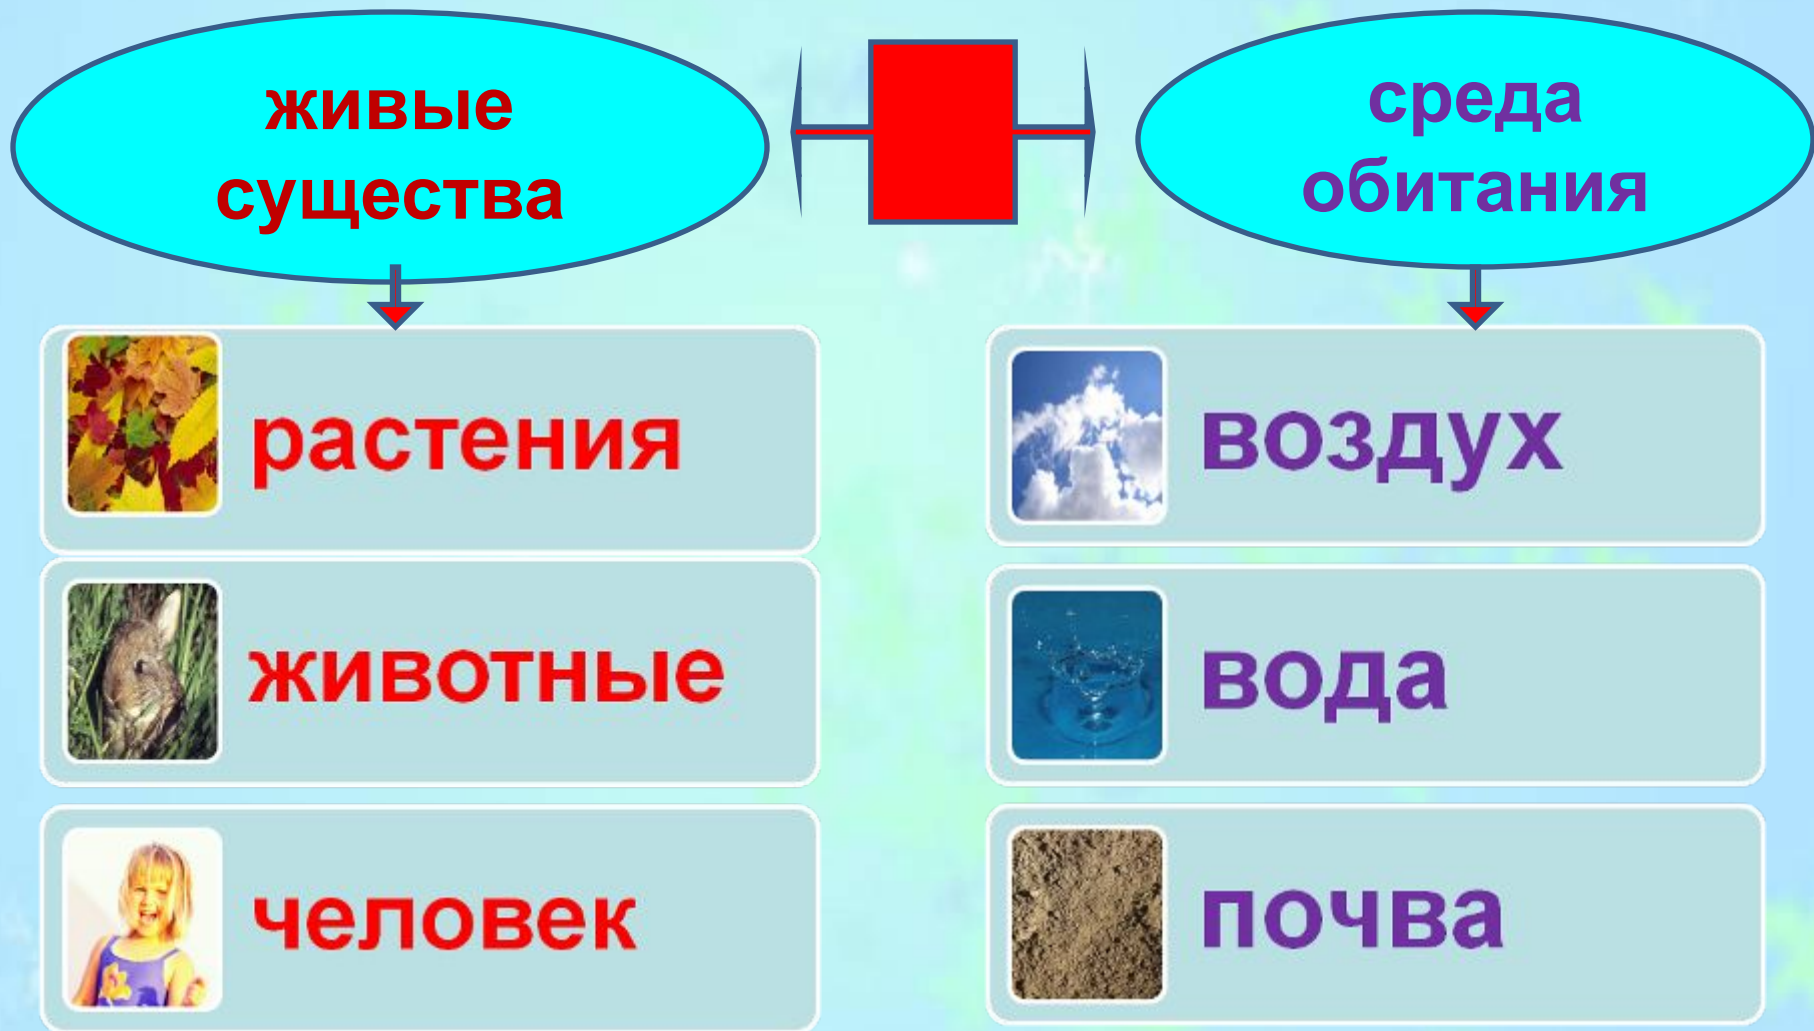 живые
существа
среда
обитания
растения
животные
человек
воздух
вода
почва